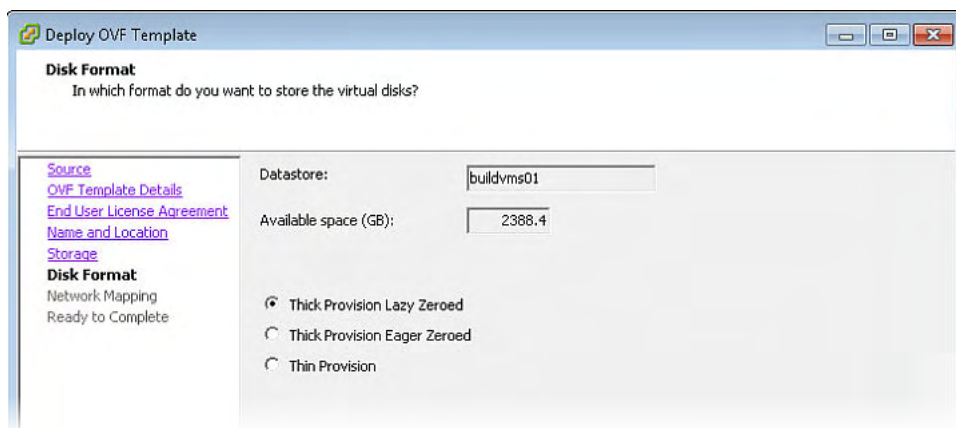 Deploy OVF Template
Disk Format
In which format do you want to store the virtual disks?
Source
OVF Template Details
End User License Agreement
Name and Location
Storage
Disk Format
Network Mapping
Ready to Complete
Datastore: buildvms01
Available space (GB): 2388.4
Thick Provision Lazy Zeroed
Thick Provision Eager Zeroed
Thin Provision